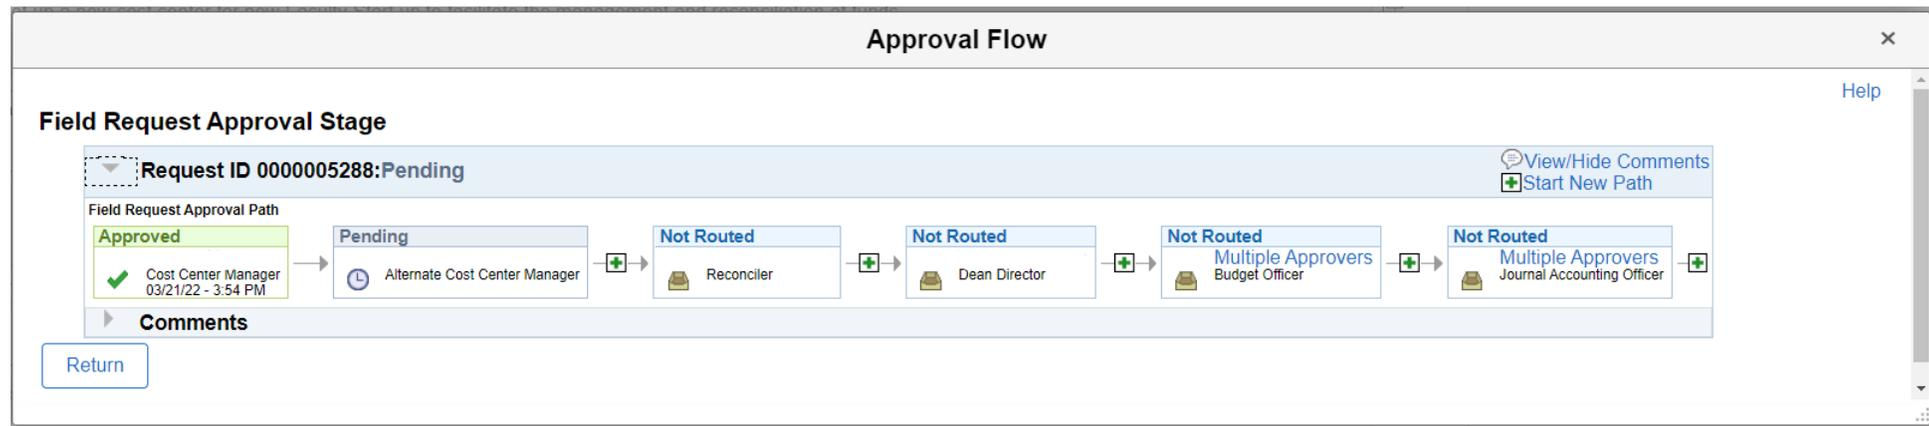 Approval Flow
×
Help
Field Request Approval Stage
Request ID 0000005288:Pending
View/Hide Comments
Start New Path
Field Request Approval Path
Approved
Cost Center Manager
03/21/22 - 3:54 PM
Pending
Alternate Cost Center Manager
Not Routed
Reconciler
Not Routed
Dean Director
Not Routed
Multiple Approvers
Budget Officer
Not Routed
Multiple Approvers
Journal Accounting Officer
Comments
Return